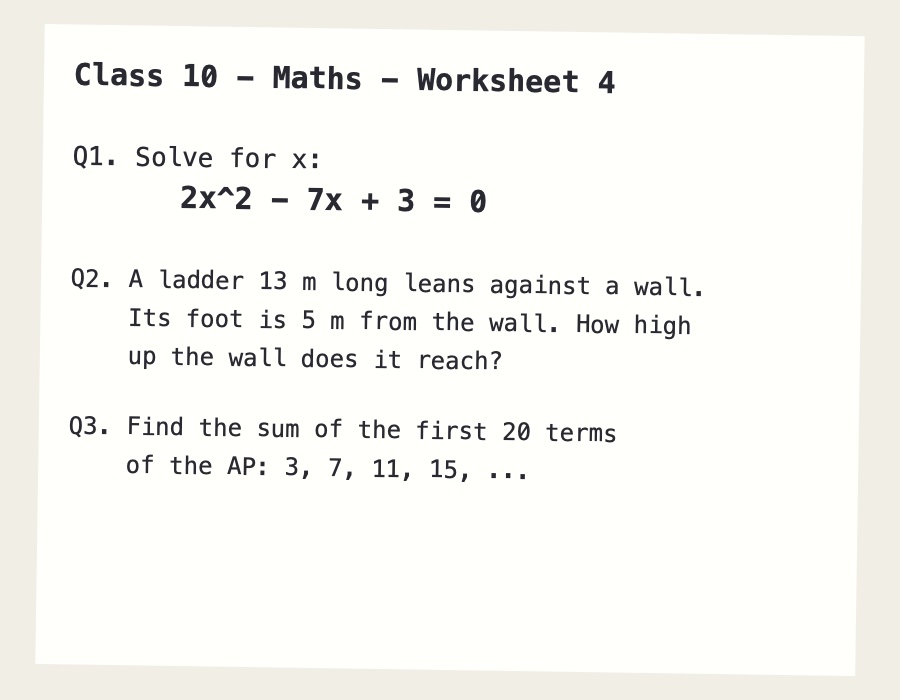 Class 10 – Maths – Worksheet 4
Q1. Solve for x:
2x^2 – 7x + 3 = 0
Q2. A ladder 13 m long leans against a wall.
Its foot is 5 m from the wall. How high
up the wall does it reach?
Q3. Find the sum of the first 20 terms
of the AP: 3, 7, 11, 15, ...